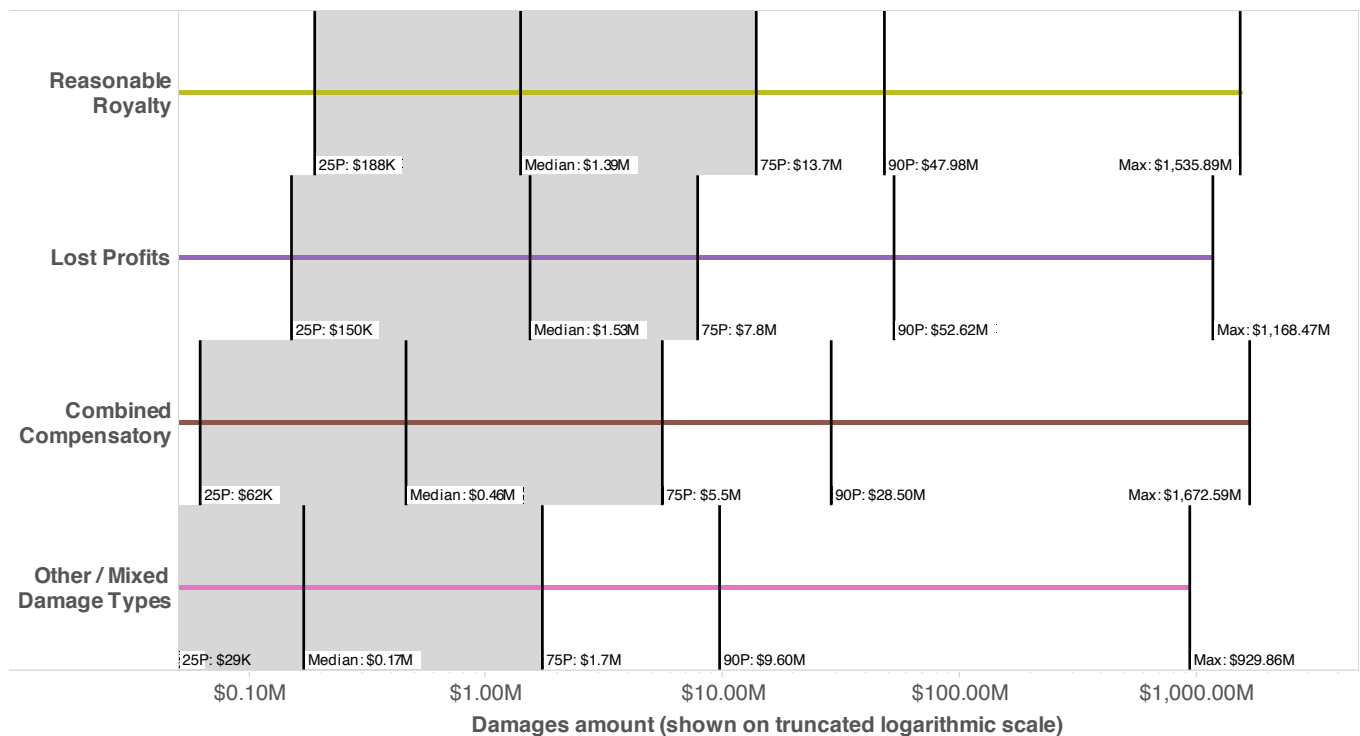 Reasonable
Royalty
25P: $188K
Median: $1.39M
75P: $13.7M
90P: $47.98M
Max: $1,535.89M
Lost Profits
25P: $150K
Median: $1.53M
75P: $7.8M
90P: $52.62M
Max: $1,168.47M
Combined
Compensatory
25P: $62K
Median: $0.46M
75P: $5.5M
90P: $28.50M
Max: $1,672.59M
Other / Mixed
Damage Types
25P: $29K
Median: $0.17M
75P: $1.7M
90P: $9.60M
Max: $929.86M
$0.10M
$1.00M
$10.00M
$100.00M
$1,000.00M
Damages amount (shown on truncated logarithmic scale)